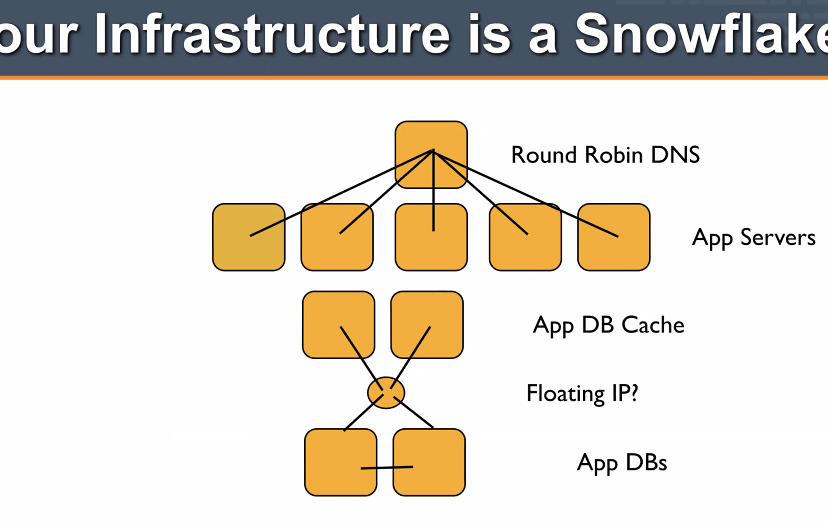 our Infrastructure is a Snowflake
Round Robin DNS
App Servers
App DB Cache
Floating IP?
App DBs